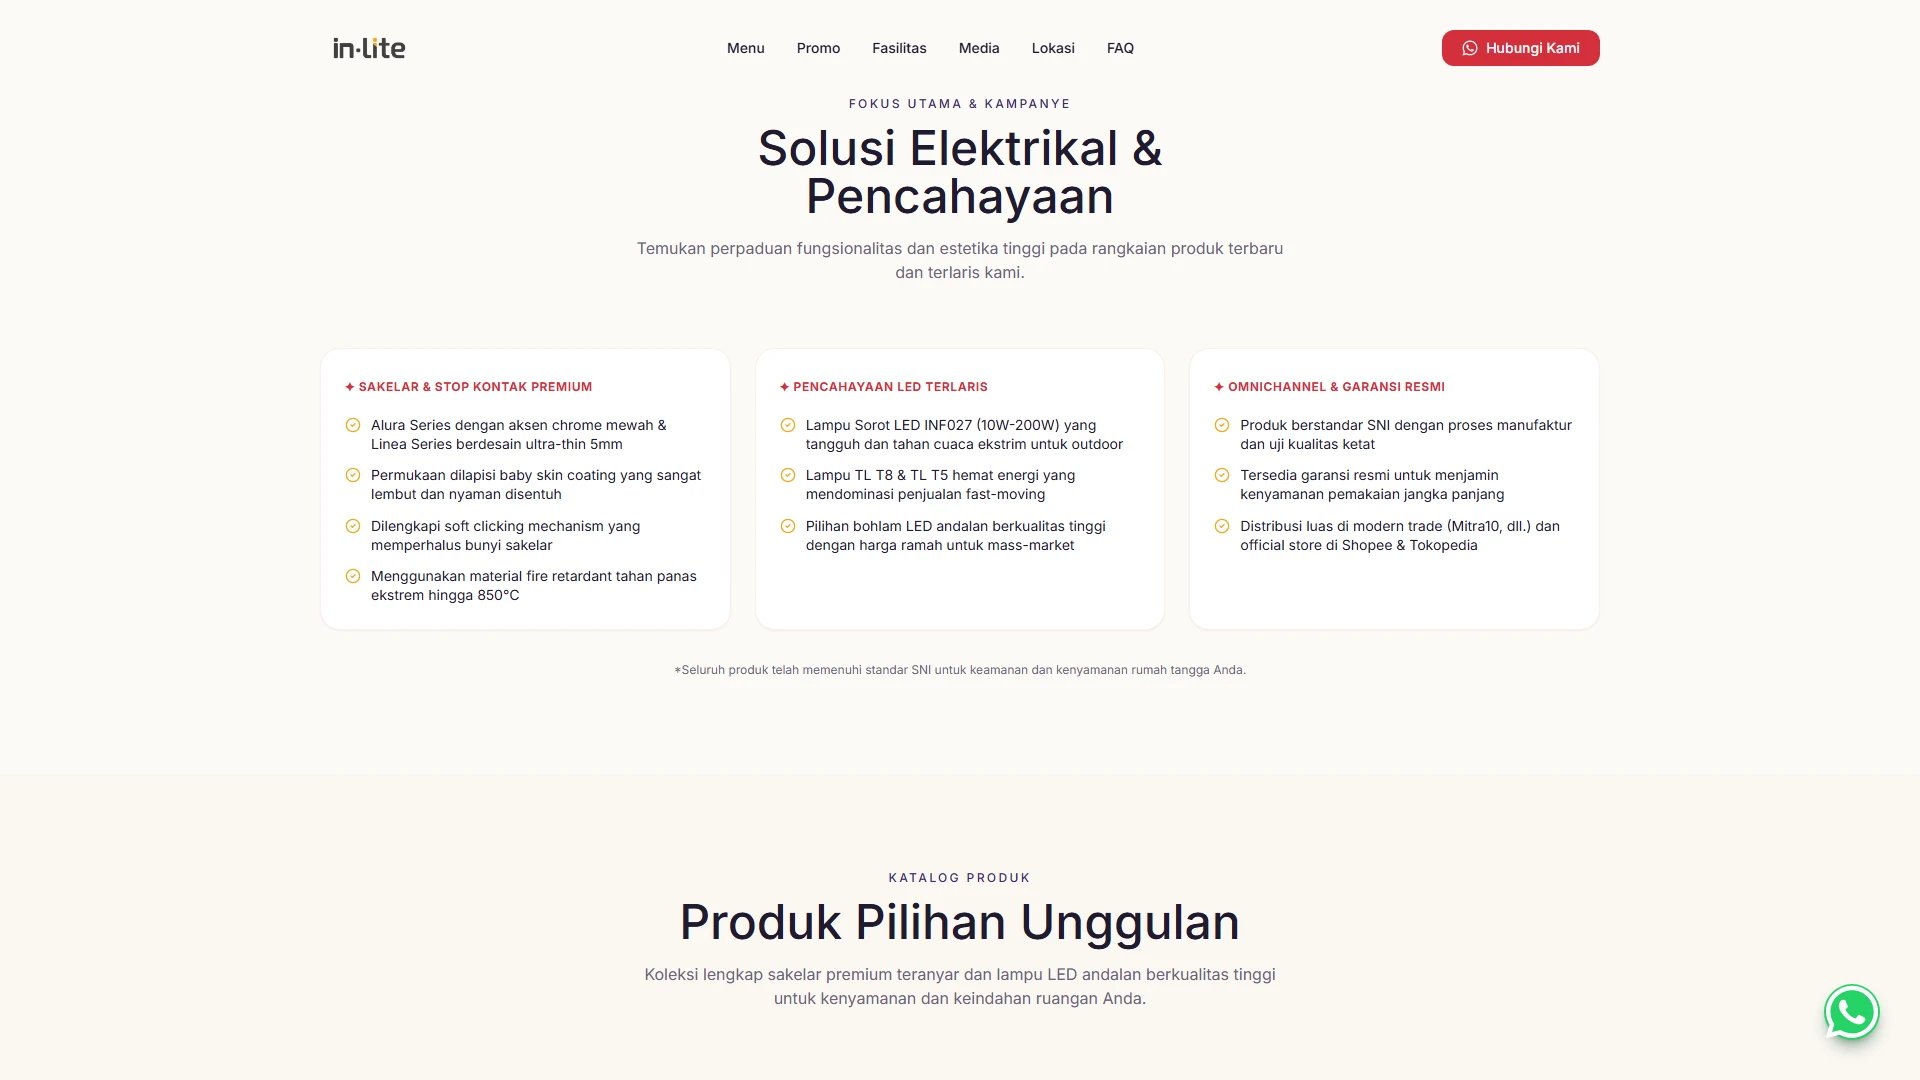 in·lite
Menu
Promo
Fasilitas
Media
Lokasi
FAQ
Hubungi Kami
FOKUS UTAMA & KAMPANYE
Solusi Elektrikal &
Pencahayaan
Temukan perpaduan fungsionalitas dan estetika tinggi pada rangkaian produk terbaru
dan terlaris kami.
✦ SAKELAR & STOP KONTAK PREMIUM
Alura Series dengan aksen chrome mewah &
Linea Series berdesain ultra-thin 5mm
Permukaan dilapisi baby skin coating yang sangat
lembut dan nyaman disentuh
Dilengkapi soft clicking mechanism yang
memperhalus bunyi sakelar
Menggunakan material fire retardant tahan panas
ekstrem hingga 850°C
✦ PENCAHAYAAN LED TERLARIS
Lampu Sorot LED INF027 (10W-200W) yang
tangguh dan tahan cuaca ekstrim untuk outdoor
Lampu TL T8 & TL T5 hemat energi yang
mendominasi penjualan fast-moving
Pilihan bohlam LED andalan berkualitas tinggi
dengan harga ramah untuk mass-market
✦ OMNICHANNEL & GARANSI RESMI
Produk berstandar SNI dengan proses manufaktur
dan uji kualitas ketat
Tersedia garansi resmi untuk menjamin
kenyamanan pemakaian jangka panjang
Distribusi luas di modern trade (Mitra10, dll.) dan
official store di Shopee & Tokopedia
*Seluruh produk telah memenuhi standar SNI untuk keamanan dan kenyamanan rumah tangga Anda.
KATALOG PRODUK
Produk Pilihan Unggulan
Koleksi lengkap sakelar premium teranyar dan lampu LED andalan berkualitas tinggi
untuk kenyamanan dan keindahan ruangan Anda.